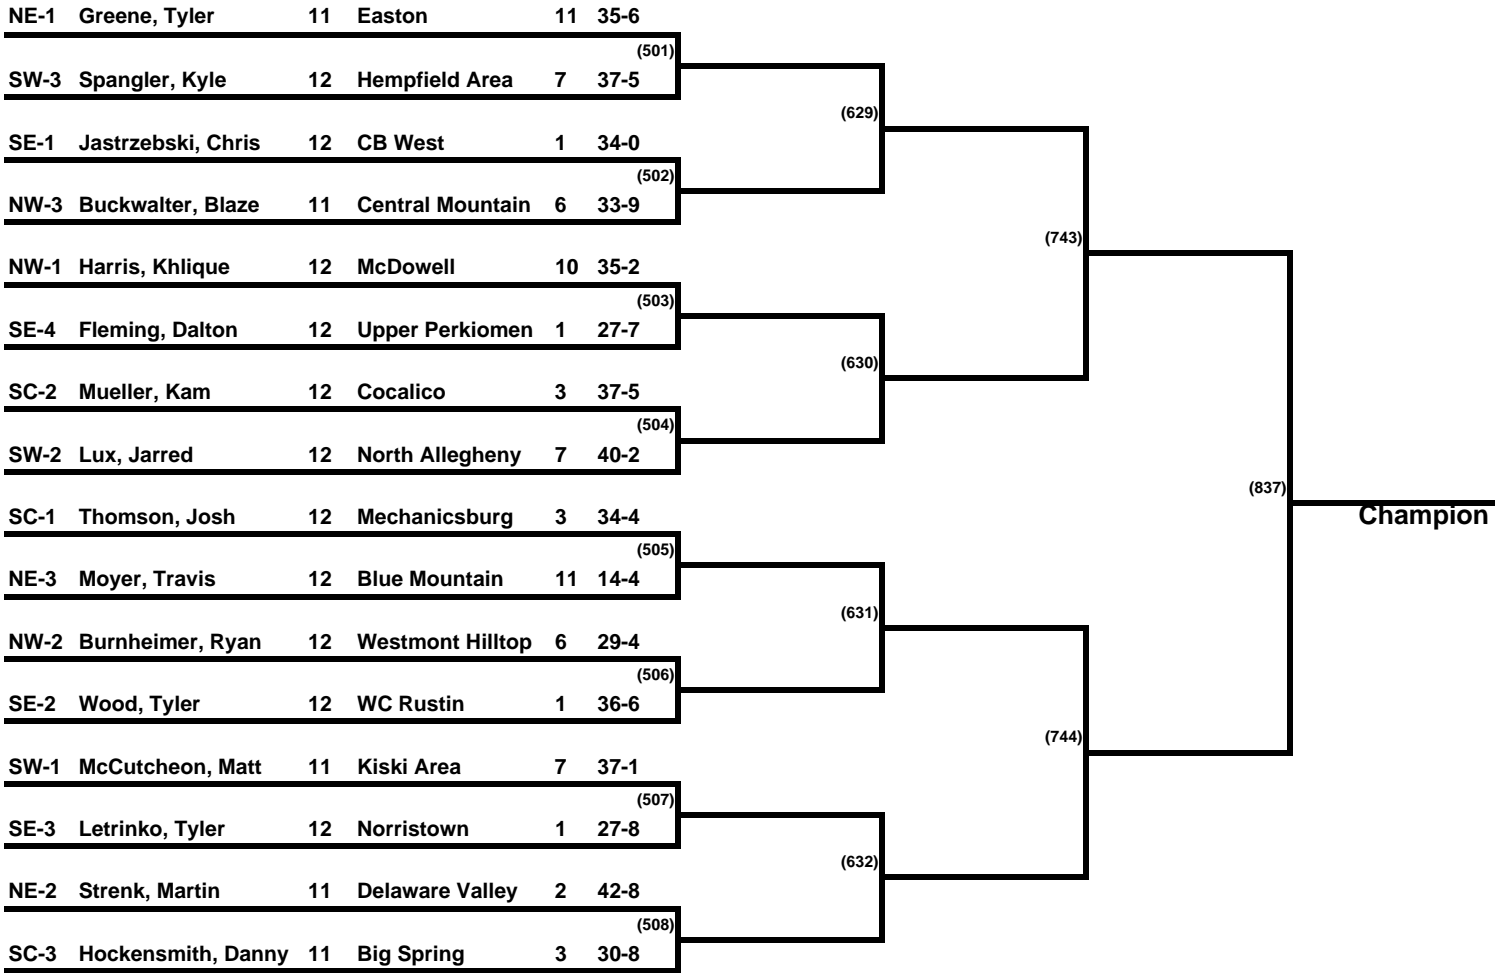 NE-1 Greene, Tyler 11 Easton 11 35-6
(501)
SW-3 Spangler, Kyle 12 Hempfield Area 7 37-5
(629)
SE-1 Jastrzebski, Chris 12 CB West 1 34-0
(502)
NW-3 Buckwalter, Blaze 11 Central Mountain 6 33-9
(743)
NW-1 Harris, Khlique 12 McDowell 10 35-2
(503)
SE-4 Fleming, Dalton 12 Upper Perkiomen 1 27-7
(630)
SC-2 Mueller, Kam 12 Cocalico 3 37-5
(504)
SW-2 Lux, Jarred 12 North Allegheny 7 40-2
(837)
Champion
SC-1 Thomson, Josh 12 Mechanicsburg 3 34-4
(505)
NE-3 Moyer, Travis 12 Blue Mountain 11 14-4
(631)
NW-2 Burnheimer, Ryan 12 Westmont Hilltop 6 29-4
(506)
SE-2 Wood, Tyler 12 WC Rustin 1 36-6
(744)
SW-1 McCutcheon, Matt 11 Kiski Area 7 37-1
(507)
SE-3 Letrinko, Tyler 12 Norristown 1 27-8
(632)
NE-2 Strenk, Martin 11 Delaware Valley 2 42-8
(508)
SC-3 Hockensmith, Danny 11 Big Spring 3 30-8